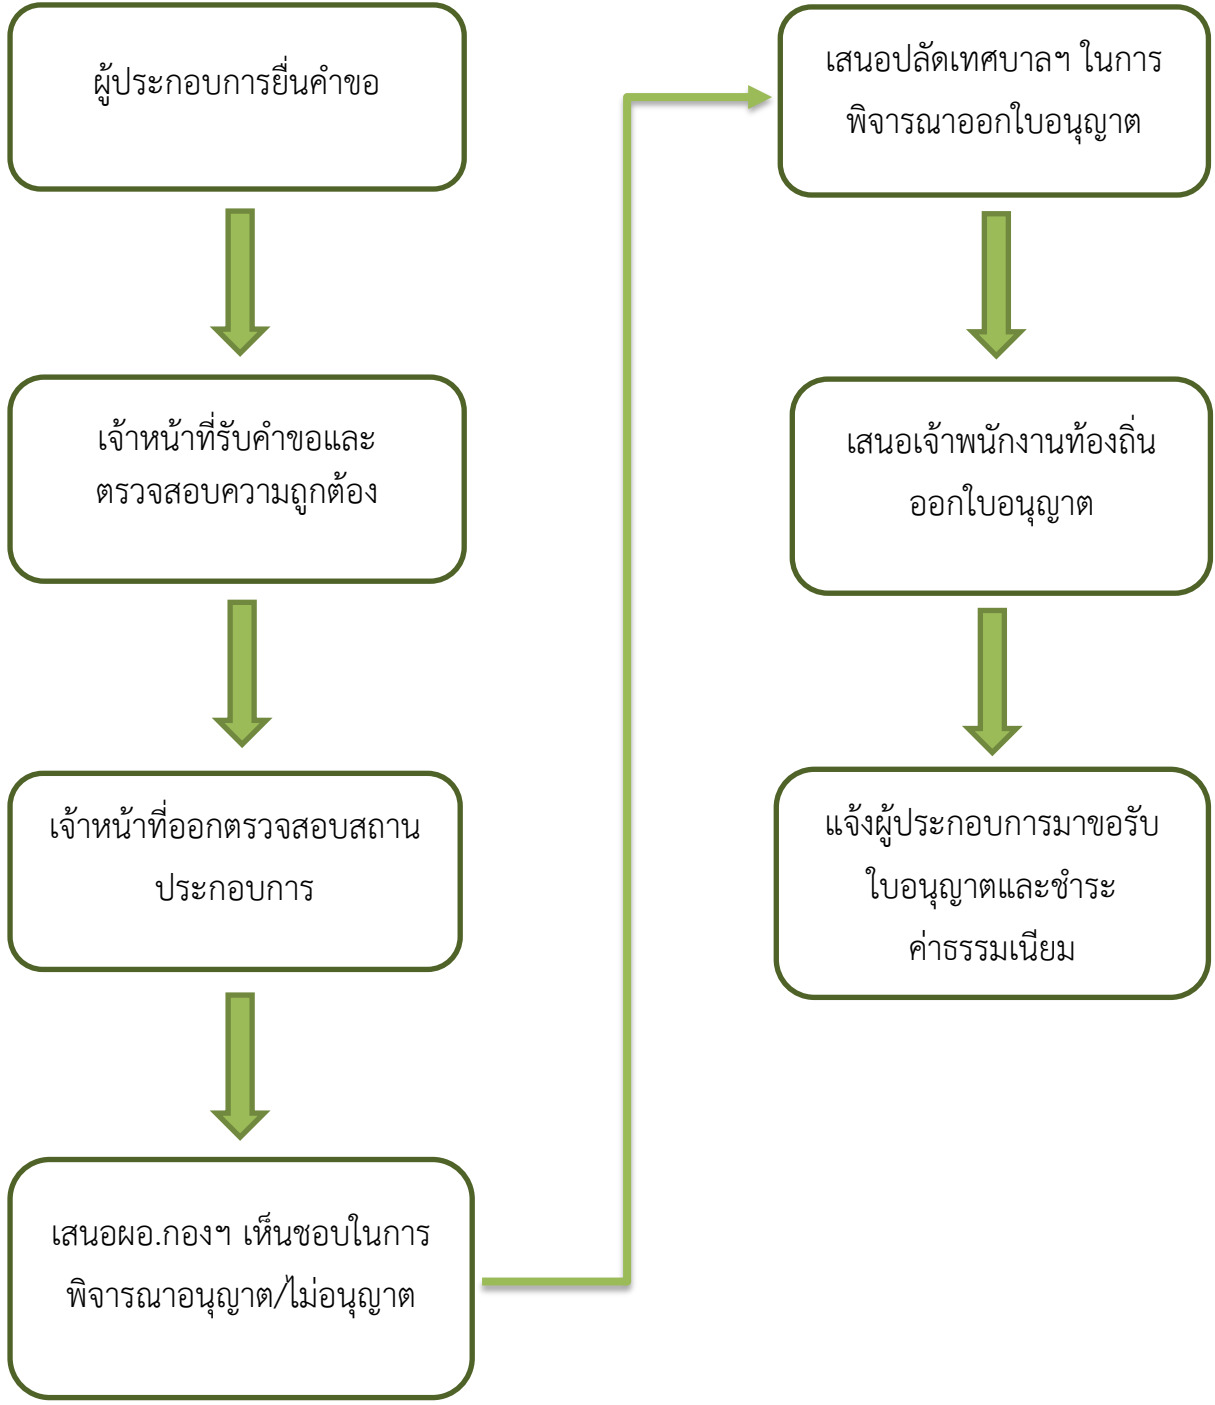 ผู้ประกอบการยื่นคำขอ
เจ้าหน้าที่รับคำขอและ
ตรวจสอบความถูกต้อง
เจ้าหน้าที่ออกตรวจสอบสถาน
ประกอบการ
เสนอผอ.กองฯ เห็นชอบในการ
พิจารณาอนุญาต/ไม่อนุญาต
เสนอปลัดเทศบาลฯ ในการ
พิจารณาออกใบอนุญาต
เสนอเจ้าพนักงานท้องถิ่น
ออกใบอนุญาต
แจ้งผู้ประกอบการมาขอรับ
ใบอนุญาตและชำระ
ค่าธรรมเนียม